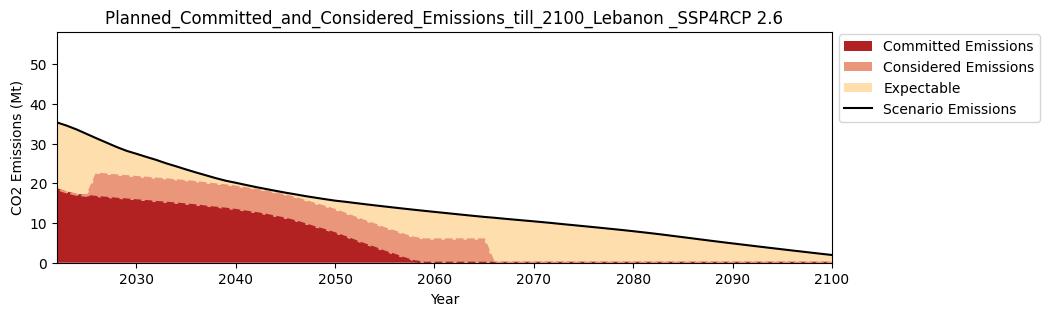 Planned_Committed_and_Considered_Emissions_till_2100_Lebanon _SSP4RCP 2.6
CO2 Emissions (Mt)
50
40
30
20
10
0
2030 2040 2050 2060 2070 2080 2090 2100
Year
Committed Emissions
Considered Emissions
Expectable
Scenario Emissions